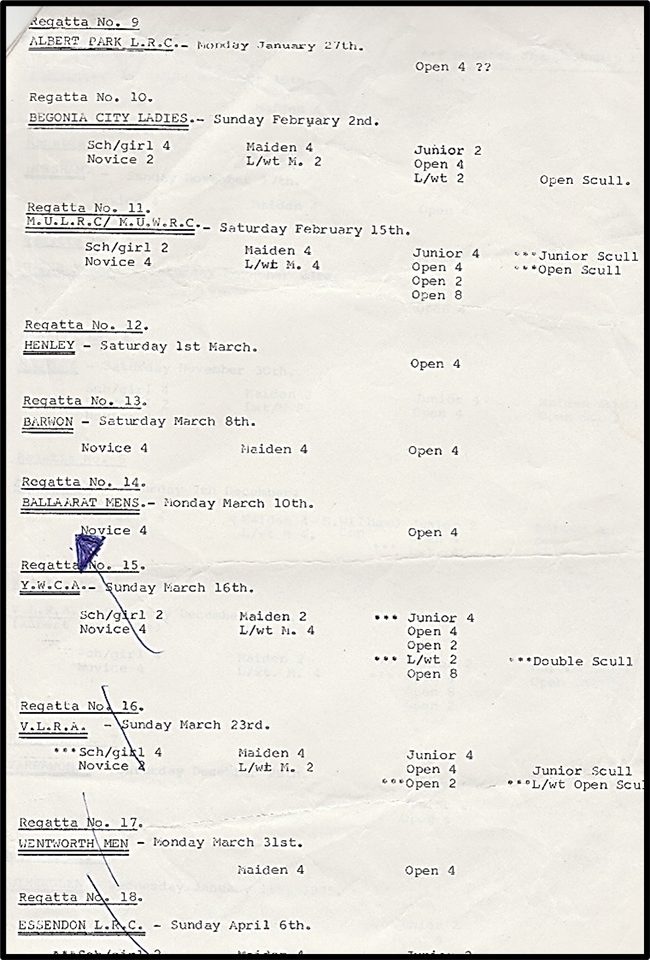 Regatta No. 9
ALBERT PARK L.R.C.- Monday January 27th.
Open 4 ??
Regatta No. 10.
BEGONIA CITY LADIES.- Sunday February 2nd.
Sch/girl 4 Maiden 4 Junior 2
Novice 2 L/wt M. 2 Open 4
L/wt 2 Open Scull.
Regatta No. 11.
M.U.L.R.C/ M.U.W.R.C.- Saturday February 15th.
Sch/girl 2 Maiden 4 Junior 4 ***Junior Scull
Novice 4 L/wt M. 4 Open 4 ***Open Scull
Open 2
Open 8
Regatta No. 12.
HENLEY - Saturday 1st March.
Open 4
Regatta No. 13.
BARWON - Saturday March 8th.
Novice 4 Maiden 4 Open 4
Regatta No. 14.
BALLAARAT MENS.- Monday March 10th.
Novice 4 Open 4
Regatta No. 15.
Y.W.C.A.- Sunday March 16th.
Sch/girl 2 Maiden 2 *** Junior 4
Novice 4 L/wt M. 4 Open 4
Open 2
*** L/wt 2 ***Double Scull
Open 8
Regatta No. 16.
V.L.R.A. - Sunday March 23rd.
***Sch/girl 4 Maiden 4 Junior 4
Novice 2 L/wt M. 2 Open 4 Junior Scull
***Open 2 ***L/wt Open Scul
Regatta No. 17.
WENTWORTH MEN - Monday March 31st.
Maiden 4 Open 4
Regatta No. 18.
ESSENDON L.R.C. - Sunday April 6th.